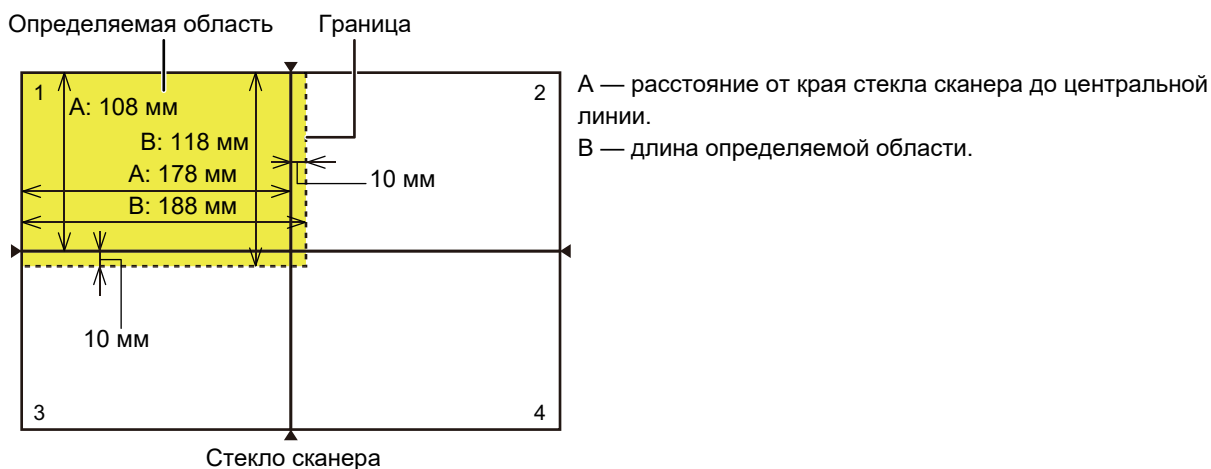 Определяемая область
Граница
1
2
A: 108 мм
B: 118 мм
A: 178 мм
10 мм
B: 188 мм
10 мм
3
4
Стекло сканера
A — расстояние от края стекла сканера до центральной
линии.
B — длина определяемой области.